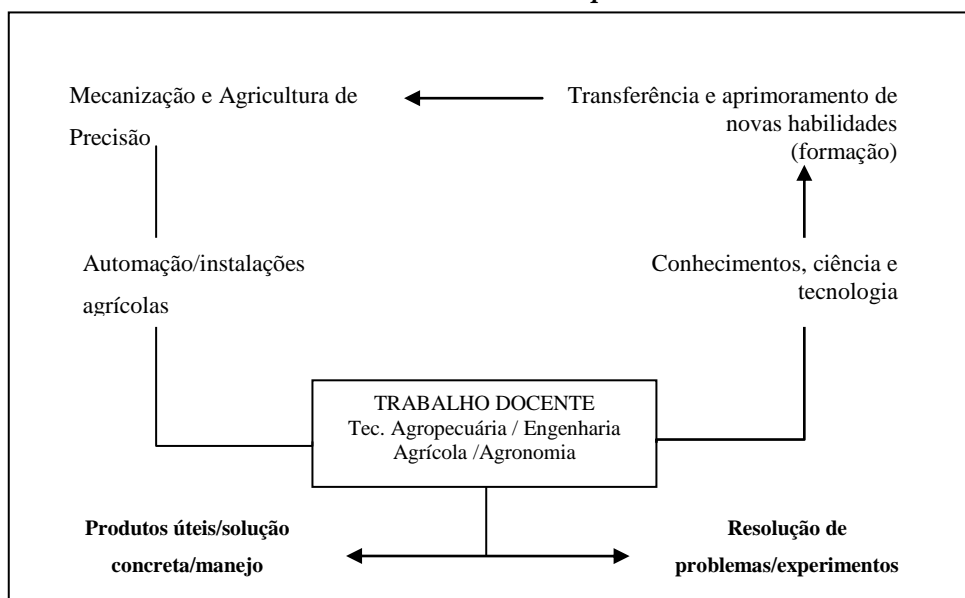 Mecanização e Agricultura de
Precisão
Transferência e aprimoramento de
novas habilidades
(formação)
Automação/instalações
agrícolas
Conhecimentos, ciência e
tecnologia
TRABALHO DOCENTE
Tec. Agropecuária / Engenharia
Agrícola /Agronomia
Produtos úteis/solução
concreta/manejo
Resolução de
problemas/experimentos